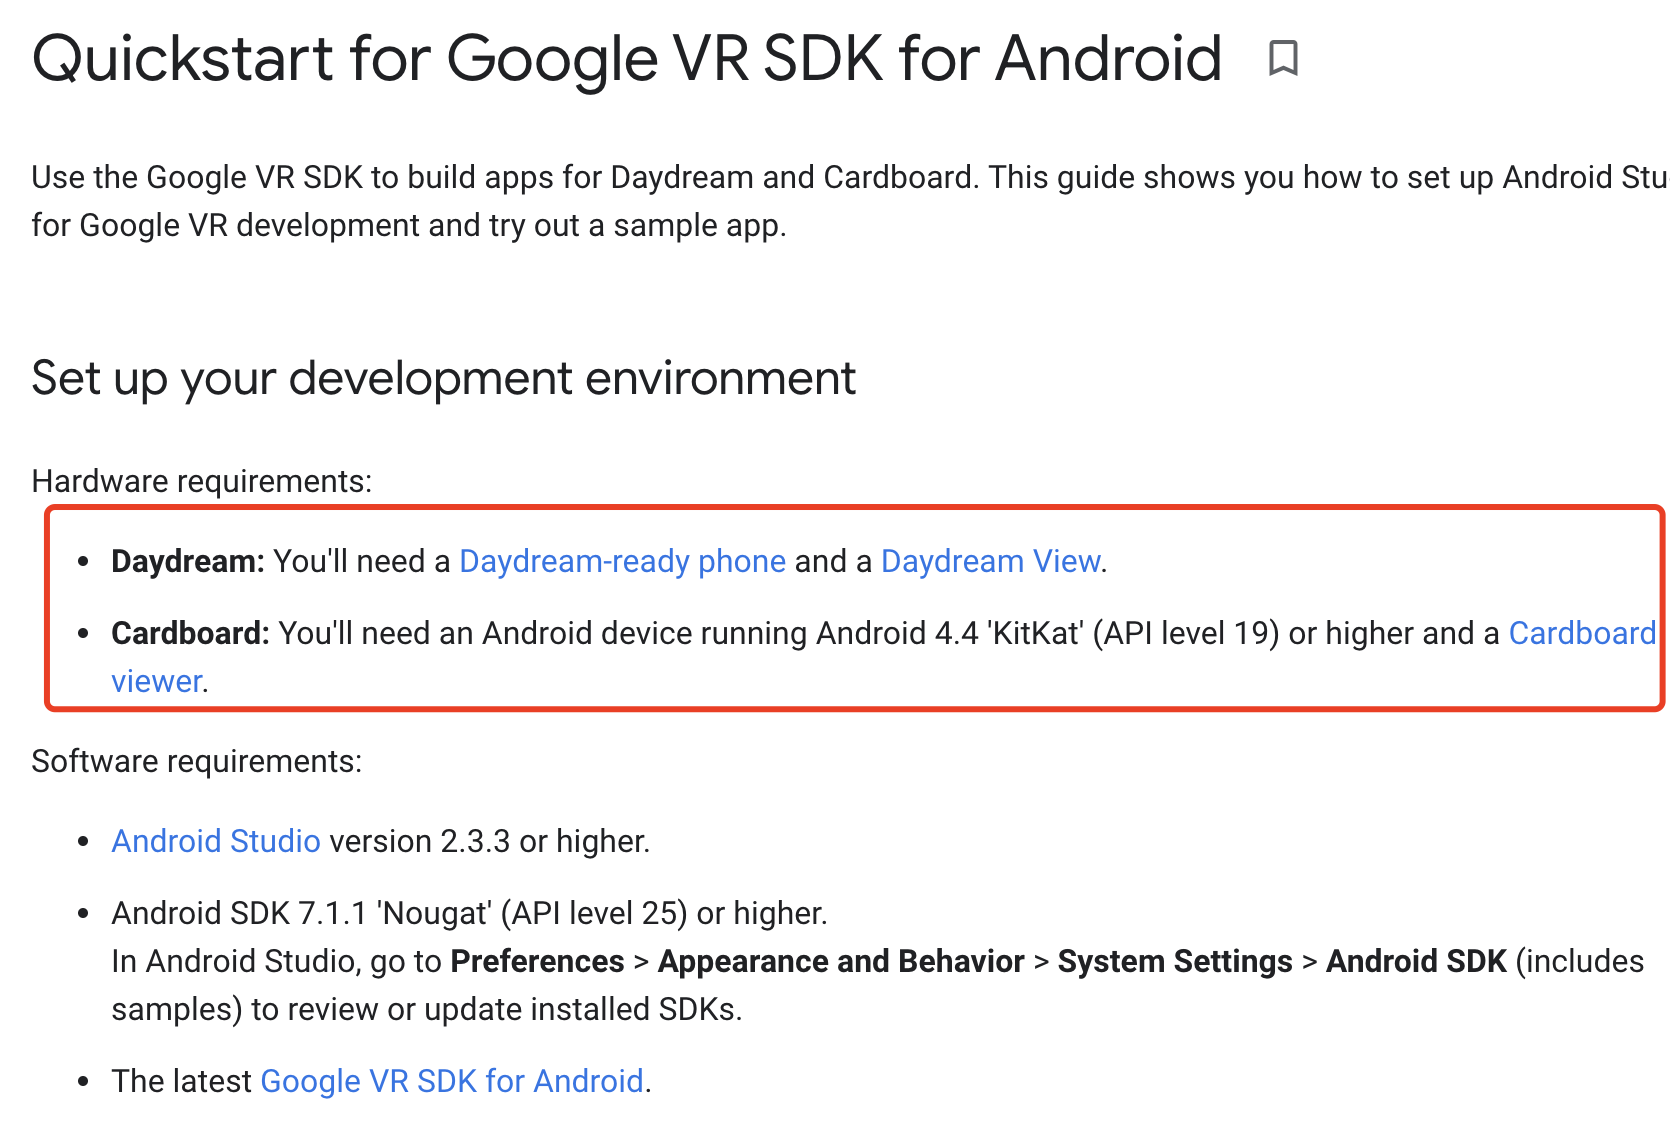 Quickstart for Google VR SDK for Android
Use the Google VR SDK to build apps for Daydream and Cardboard. This guide shows you how to set up Android
for Google VR development and try out a sample app.
Set up your development environment
Hardware requirements:
• Daydream: You'll need a Daydream-ready phone and a Daydream View.
• Cardboard: You'll need an Android device running Android 4.4 'KitKat' (API level 19) or higher and a Cardboard
viewer.
Software requirements:
• Android Studio version 2.3.3 or higher.
• Android SDK 7.1.1 'Nougat' (API level 25) or higher.
In Android Studio, go to Preferences > Appearance and Behavior > System Settings > Android SDK (includes
samples) to review or update installed SDKs.
• The latest Google VR SDK for Android.